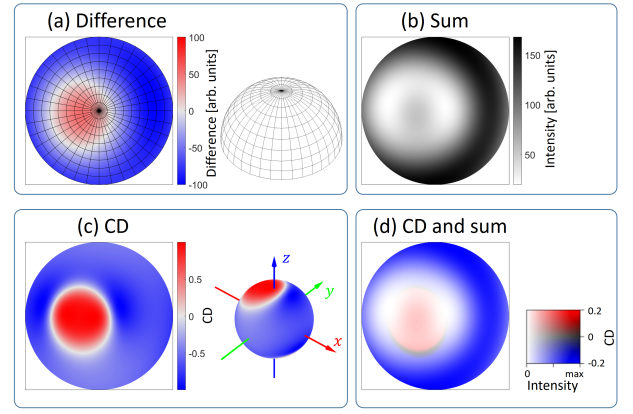 (a) Difference
100
50
0
-50
-100
Difference [arb. units]
(b) Sum
150
100
50
Intensity [arb. units]
(c) CD
0.5
0
-0.5
CD
z
y
x
(d) CD and sum
0.2
0
-0.2
CD
0 max
Intensity